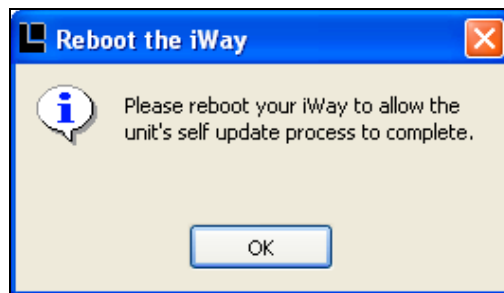 Reboot the iWay
Please reboot your iWay to allow the
unit's self update process to complete.
OK